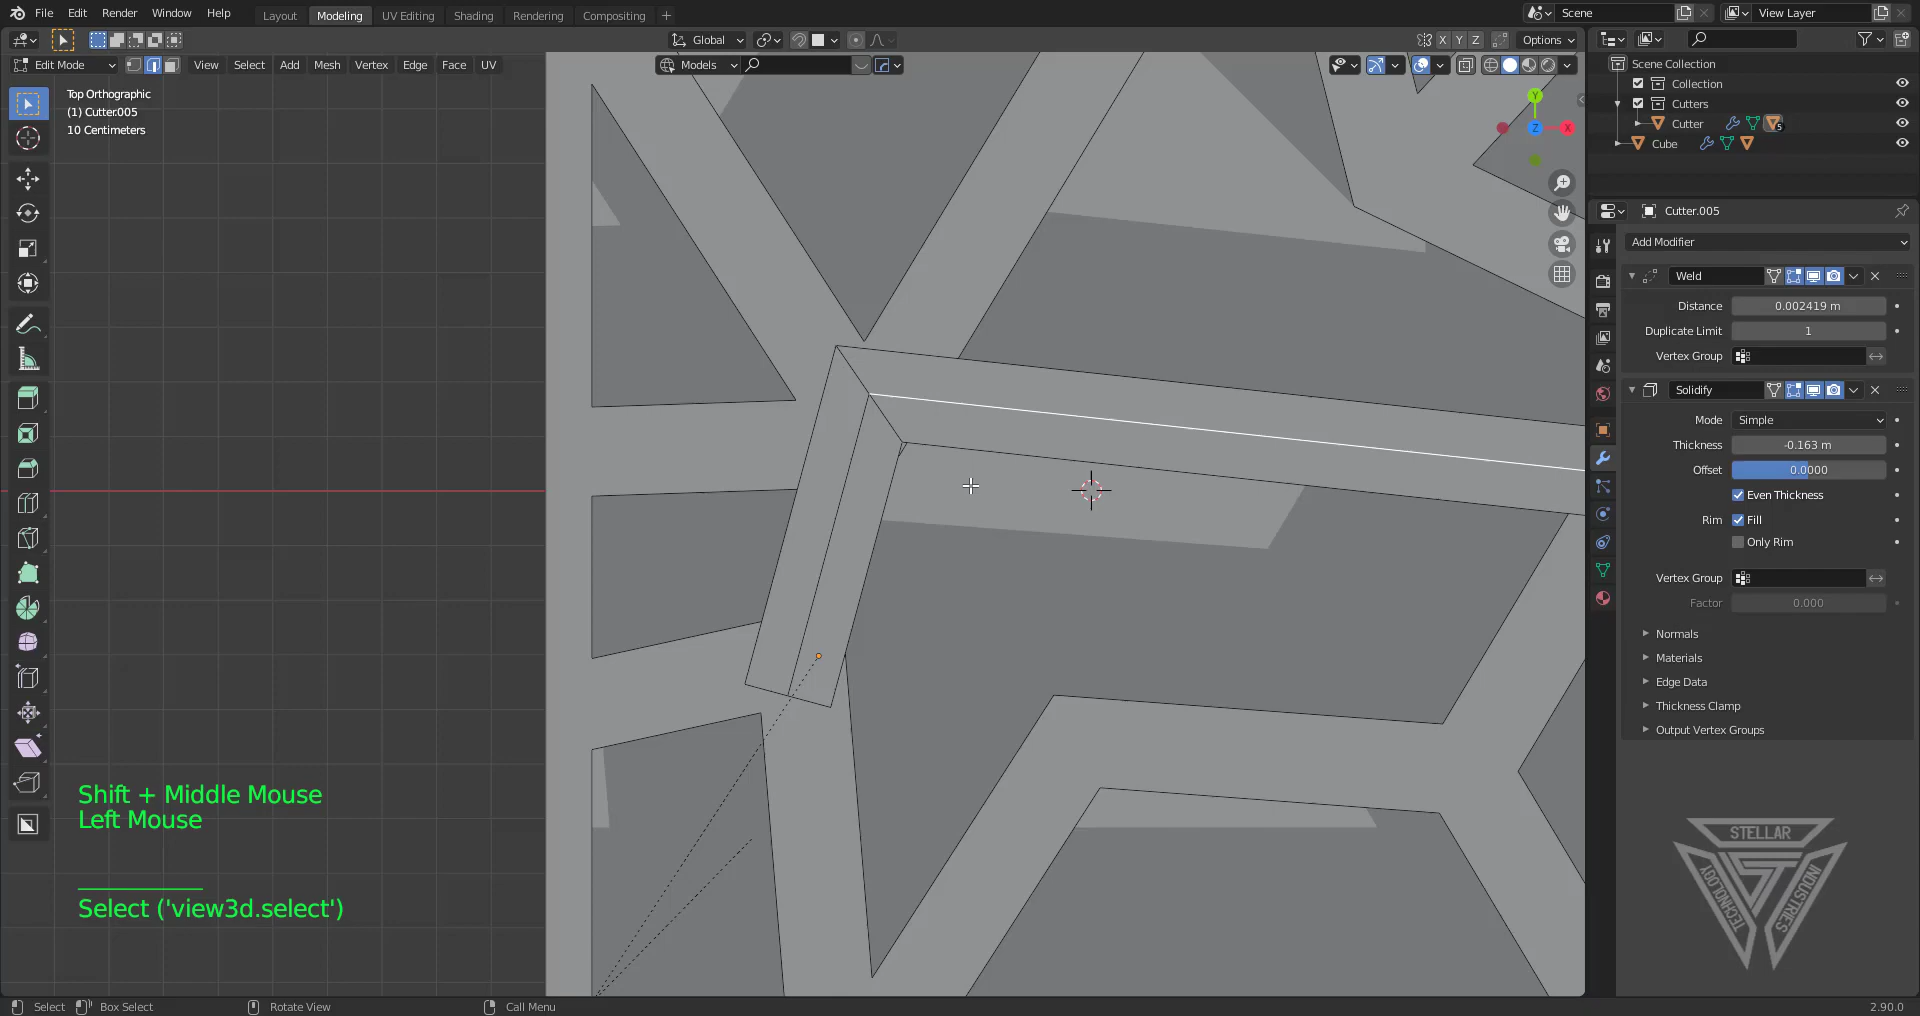 File Edit Render Window Help Layout Modeling UV Editing Shading Rendering Compositing Scene View Layer
Global X Y Z Options
Edit Mode View Select Add Mesh Vertex Edge Face UV Models
Top Orthographic
(1) Cutter.005
10 Centimeters
Y
Z
X
Shift + Middle Mouse
Left Mouse
Select ('view3d.select')
Scene Collection
Collection
Cutters
Cutter 5
Cube
Cutter.005
Add Modifier
Weld
Distance 0.002419 m
Duplicate Limit 1
Vertex Group
Solidify
Mode Simple
Thickness -0.163 m
Offset 0.0000
Even Thickness
Rim Fill
Only Rim
Vertex Group
Factor 0.000
Normals
Materials
Edge Data
Thickness Clamp
Output Vertex Groups
STELLAR
TECHNOLOGY
INDUSTRIES
Select Box Select Rotate View Call Menu 2.90.0